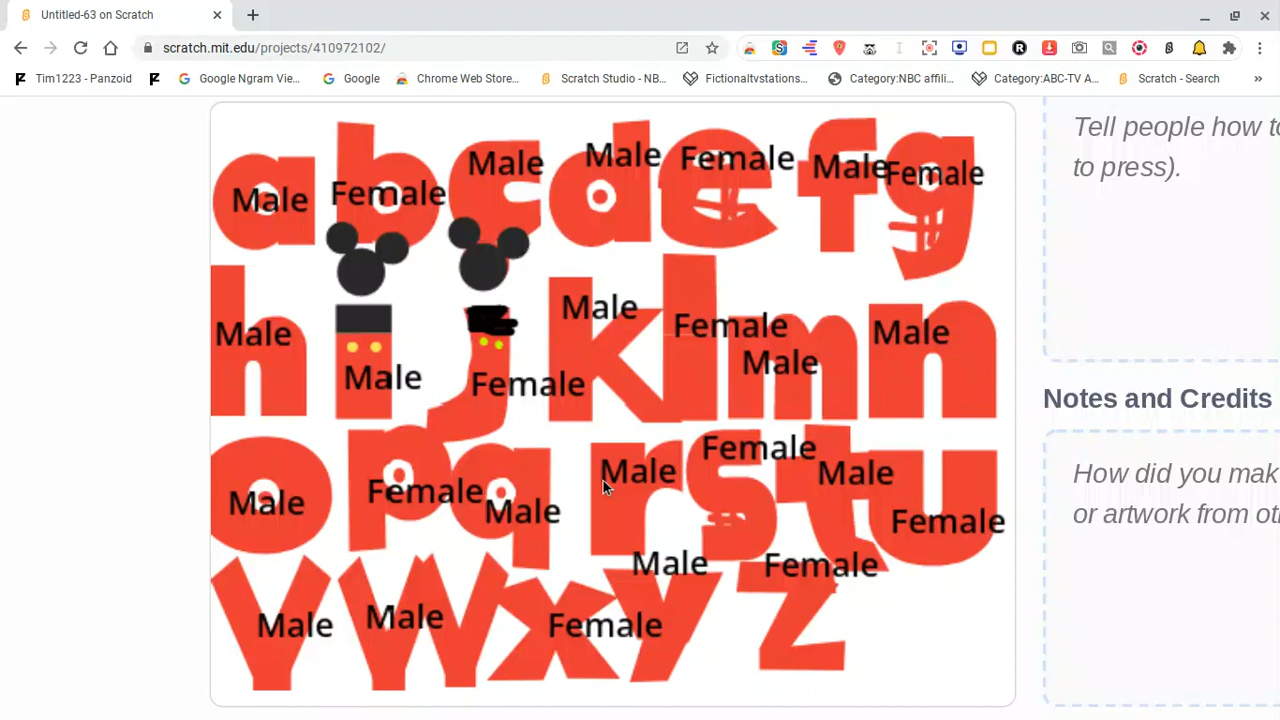 Untitled-63 on Scratch
scratch.mit.edu/projects/410972102/
Tim1223 - Panzoid Google Ngram Vie... Google Chrome Web Store... Scratch Studio - NB... Fictionaltvstations... Category:NBC affili... Category:ABC-TV A... Scratch - Search »
Tell people how to
to press).
a b c d e f g
Male Female Male Male Female Male Female
h i j k l m n
Male Male Female Male Female Male Male
Notes and Credits
How did you mak
or artwork from ot
o p q r s t u
Male Female Male Male Female Male Female
v w x y z
Male Male Female Male Female